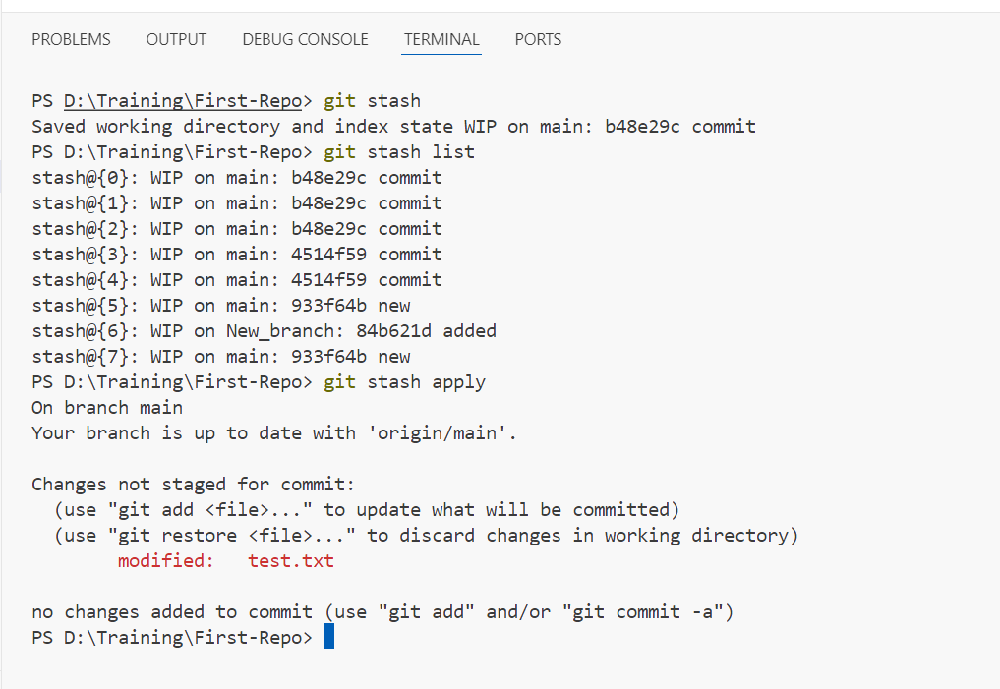 PROBLEMS OUTPUT DEBUG CONSOLE TERMINAL PORTS
PS D:\Training\First-Repo> git stash
Saved working directory and index state WIP on main: b48e29c commit
PS D:\Training\First-Repo> git stash list
stash@{0}: WIP on main: b48e29c commit
stash@{1}: WIP on main: b48e29c commit
stash@{2}: WIP on main: b48e29c commit
stash@{3}: WIP on main: 4514f59 commit
stash@{4}: WIP on main: 4514f59 commit
stash@{5}: WIP on main: 933f64b new
stash@{6}: WIP on New_branch: 84b621d added
stash@{7}: WIP on main: 933f64b new
PS D:\Training\First-Repo> git stash apply
On branch main
Your branch is up to date with 'origin/main'.
Changes not staged for commit:
  (use "git add <file>..." to update what will be committed)
  (use "git restore <file>..." to discard changes in working directory)
        modified:   test.txt
no changes added to commit (use "git add" and/or "git commit -a")
PS D:\Training\First-Repo>